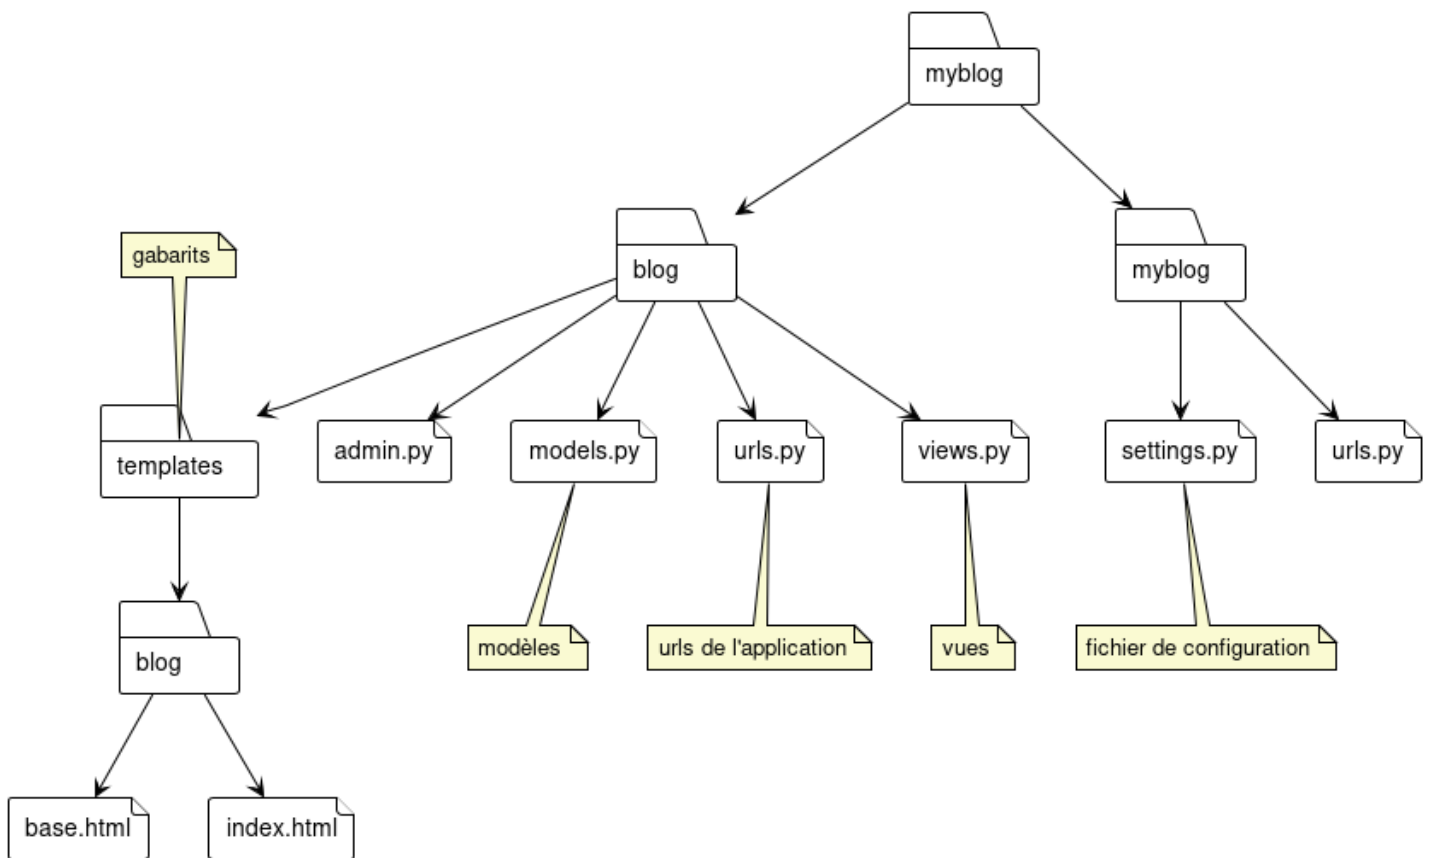 myblog
gabarits
blog
myblog
templates
admin.py
models.py
urls.py
views.py
settings.py
urls.py
blog
modèles
urls de l'application
vues
fichier de configuration
base.html
index.html